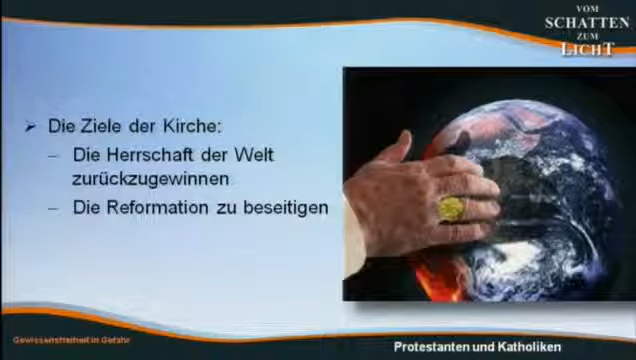 VOM
SCHATTEN
ZUM
LICHT
➢ Die Ziele der Kirche:
– Die Herrschaft der Welt
zurückzugewinnen
– Die Reformation zu beseitigen
Gewissensfreiheit in Gefahr
Protestanten und Katholiken